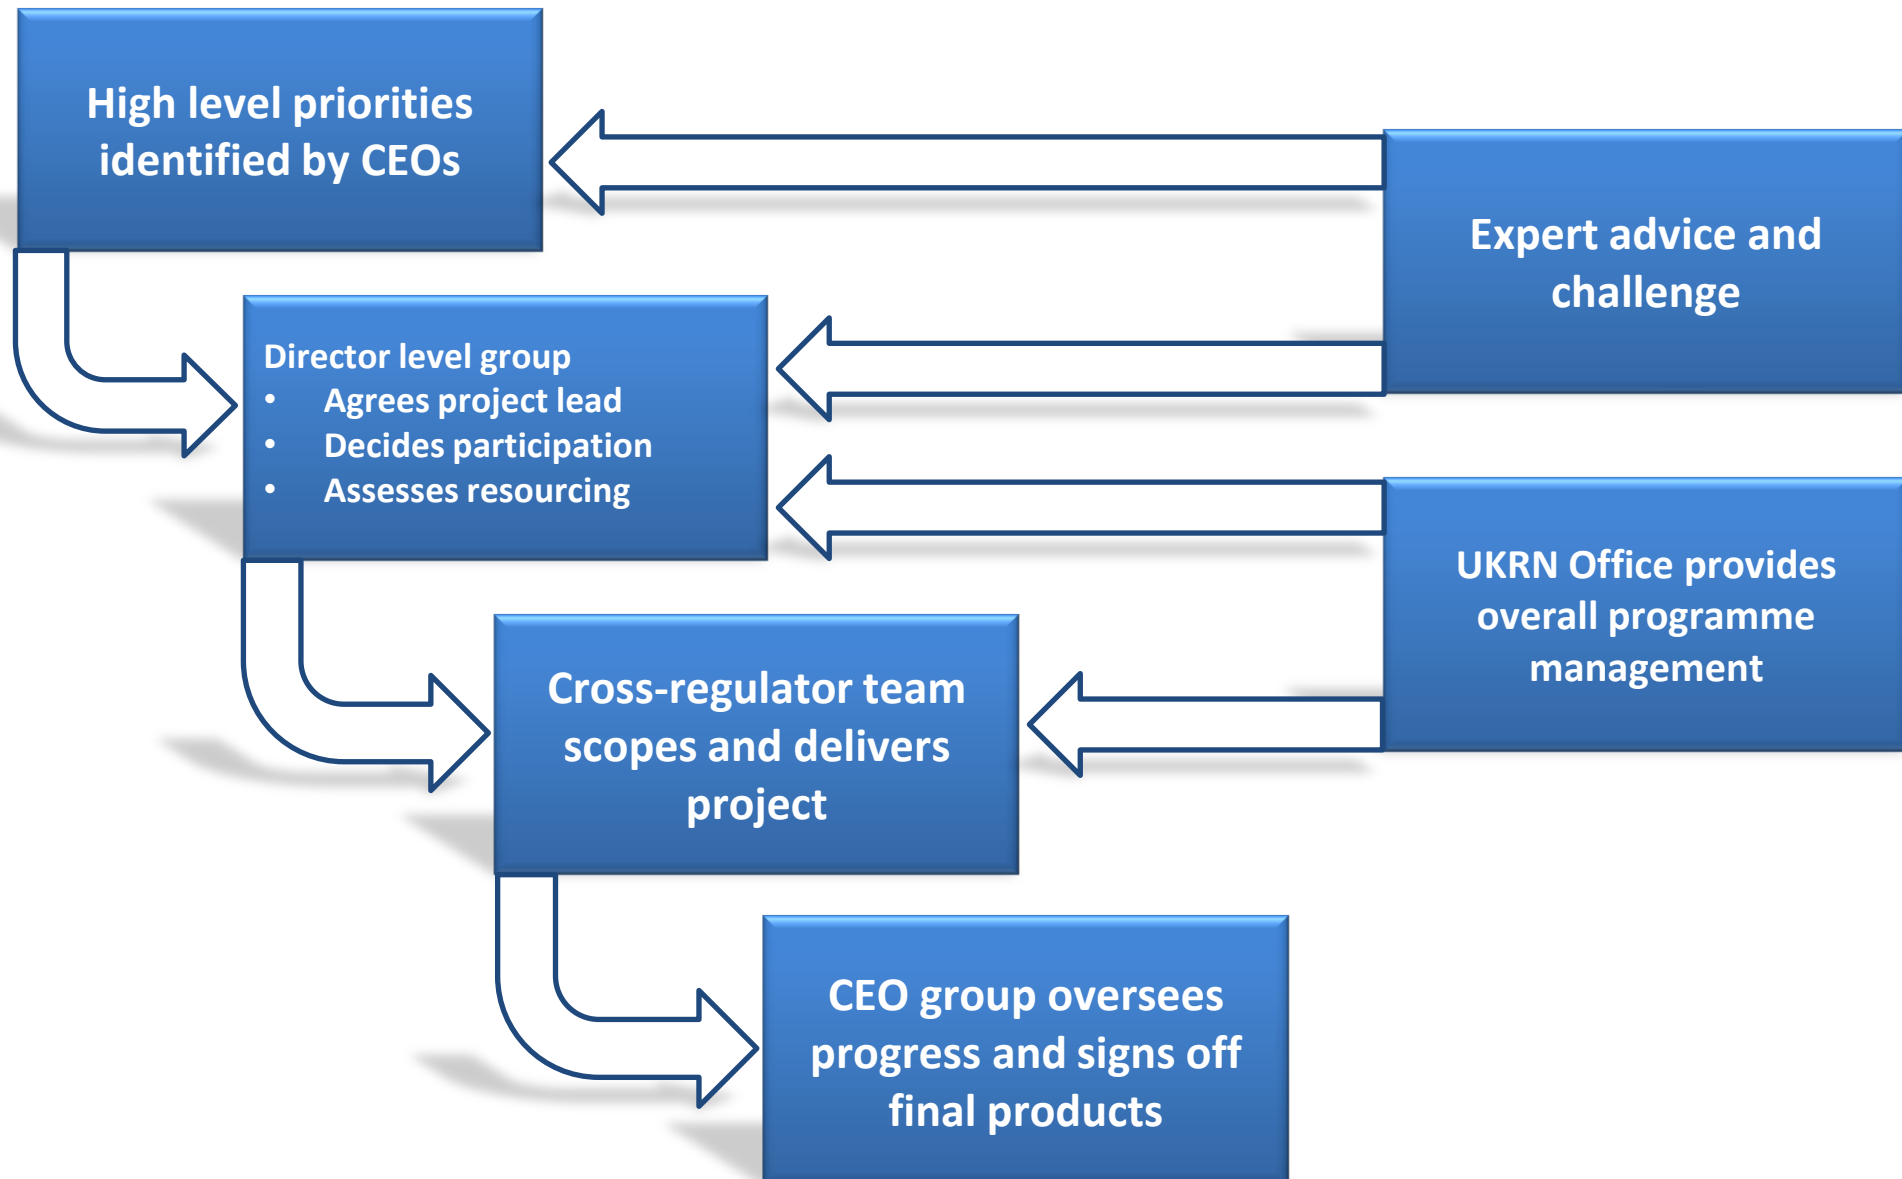 High level priorities
identified by CEOs
Expert advice and
challenge
Director level group
• Agrees project lead
• Decides participation
• Assesses resourcing
UKRN Office provides
overall programme
management
Cross-regulator team
scopes and delivers
project
CEO group oversees
progress and signs off
final products